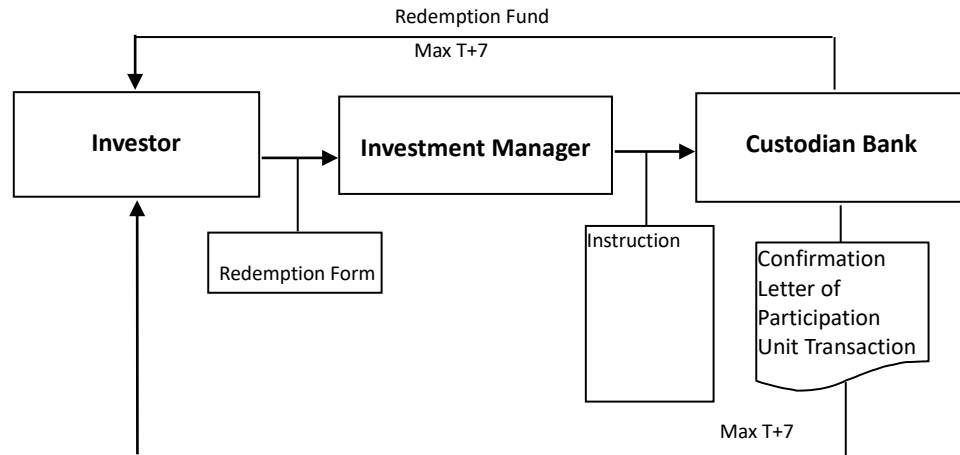 Redemption Fund
Max T+7
Investor
Investment Manager
Custodian Bank
Redemption Form
Instruction
Confirmation
Letter of
Participation
Unit Transaction
Max T+7